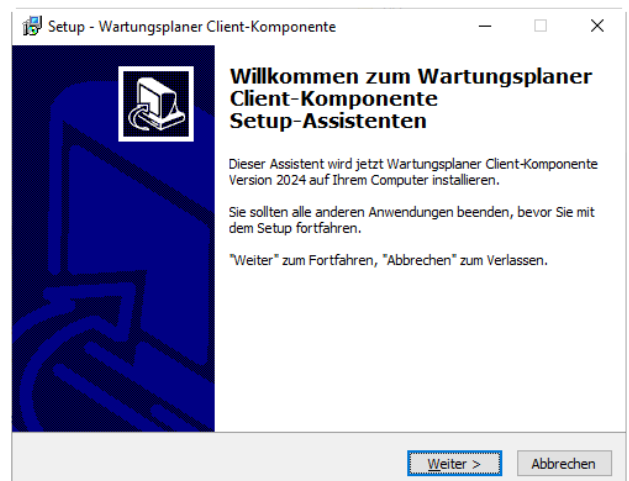 Setup - Wartungsplaner Client-Komponente
Willkommen zum Wartungsplaner
Client-Komponente
Setup-Assistenten
Dieser Assistent wird jetzt Wartungsplaner Client-Komponente
Version 2024 auf Ihrem Computer installieren.
Sie sollten alle anderen Anwendungen beenden, bevor Sie mit
dem Setup fortfahren.
"Weiter" zum Fortfahren, "Abbrechen" zum Verlassen.
Weiter >
Abbrechen